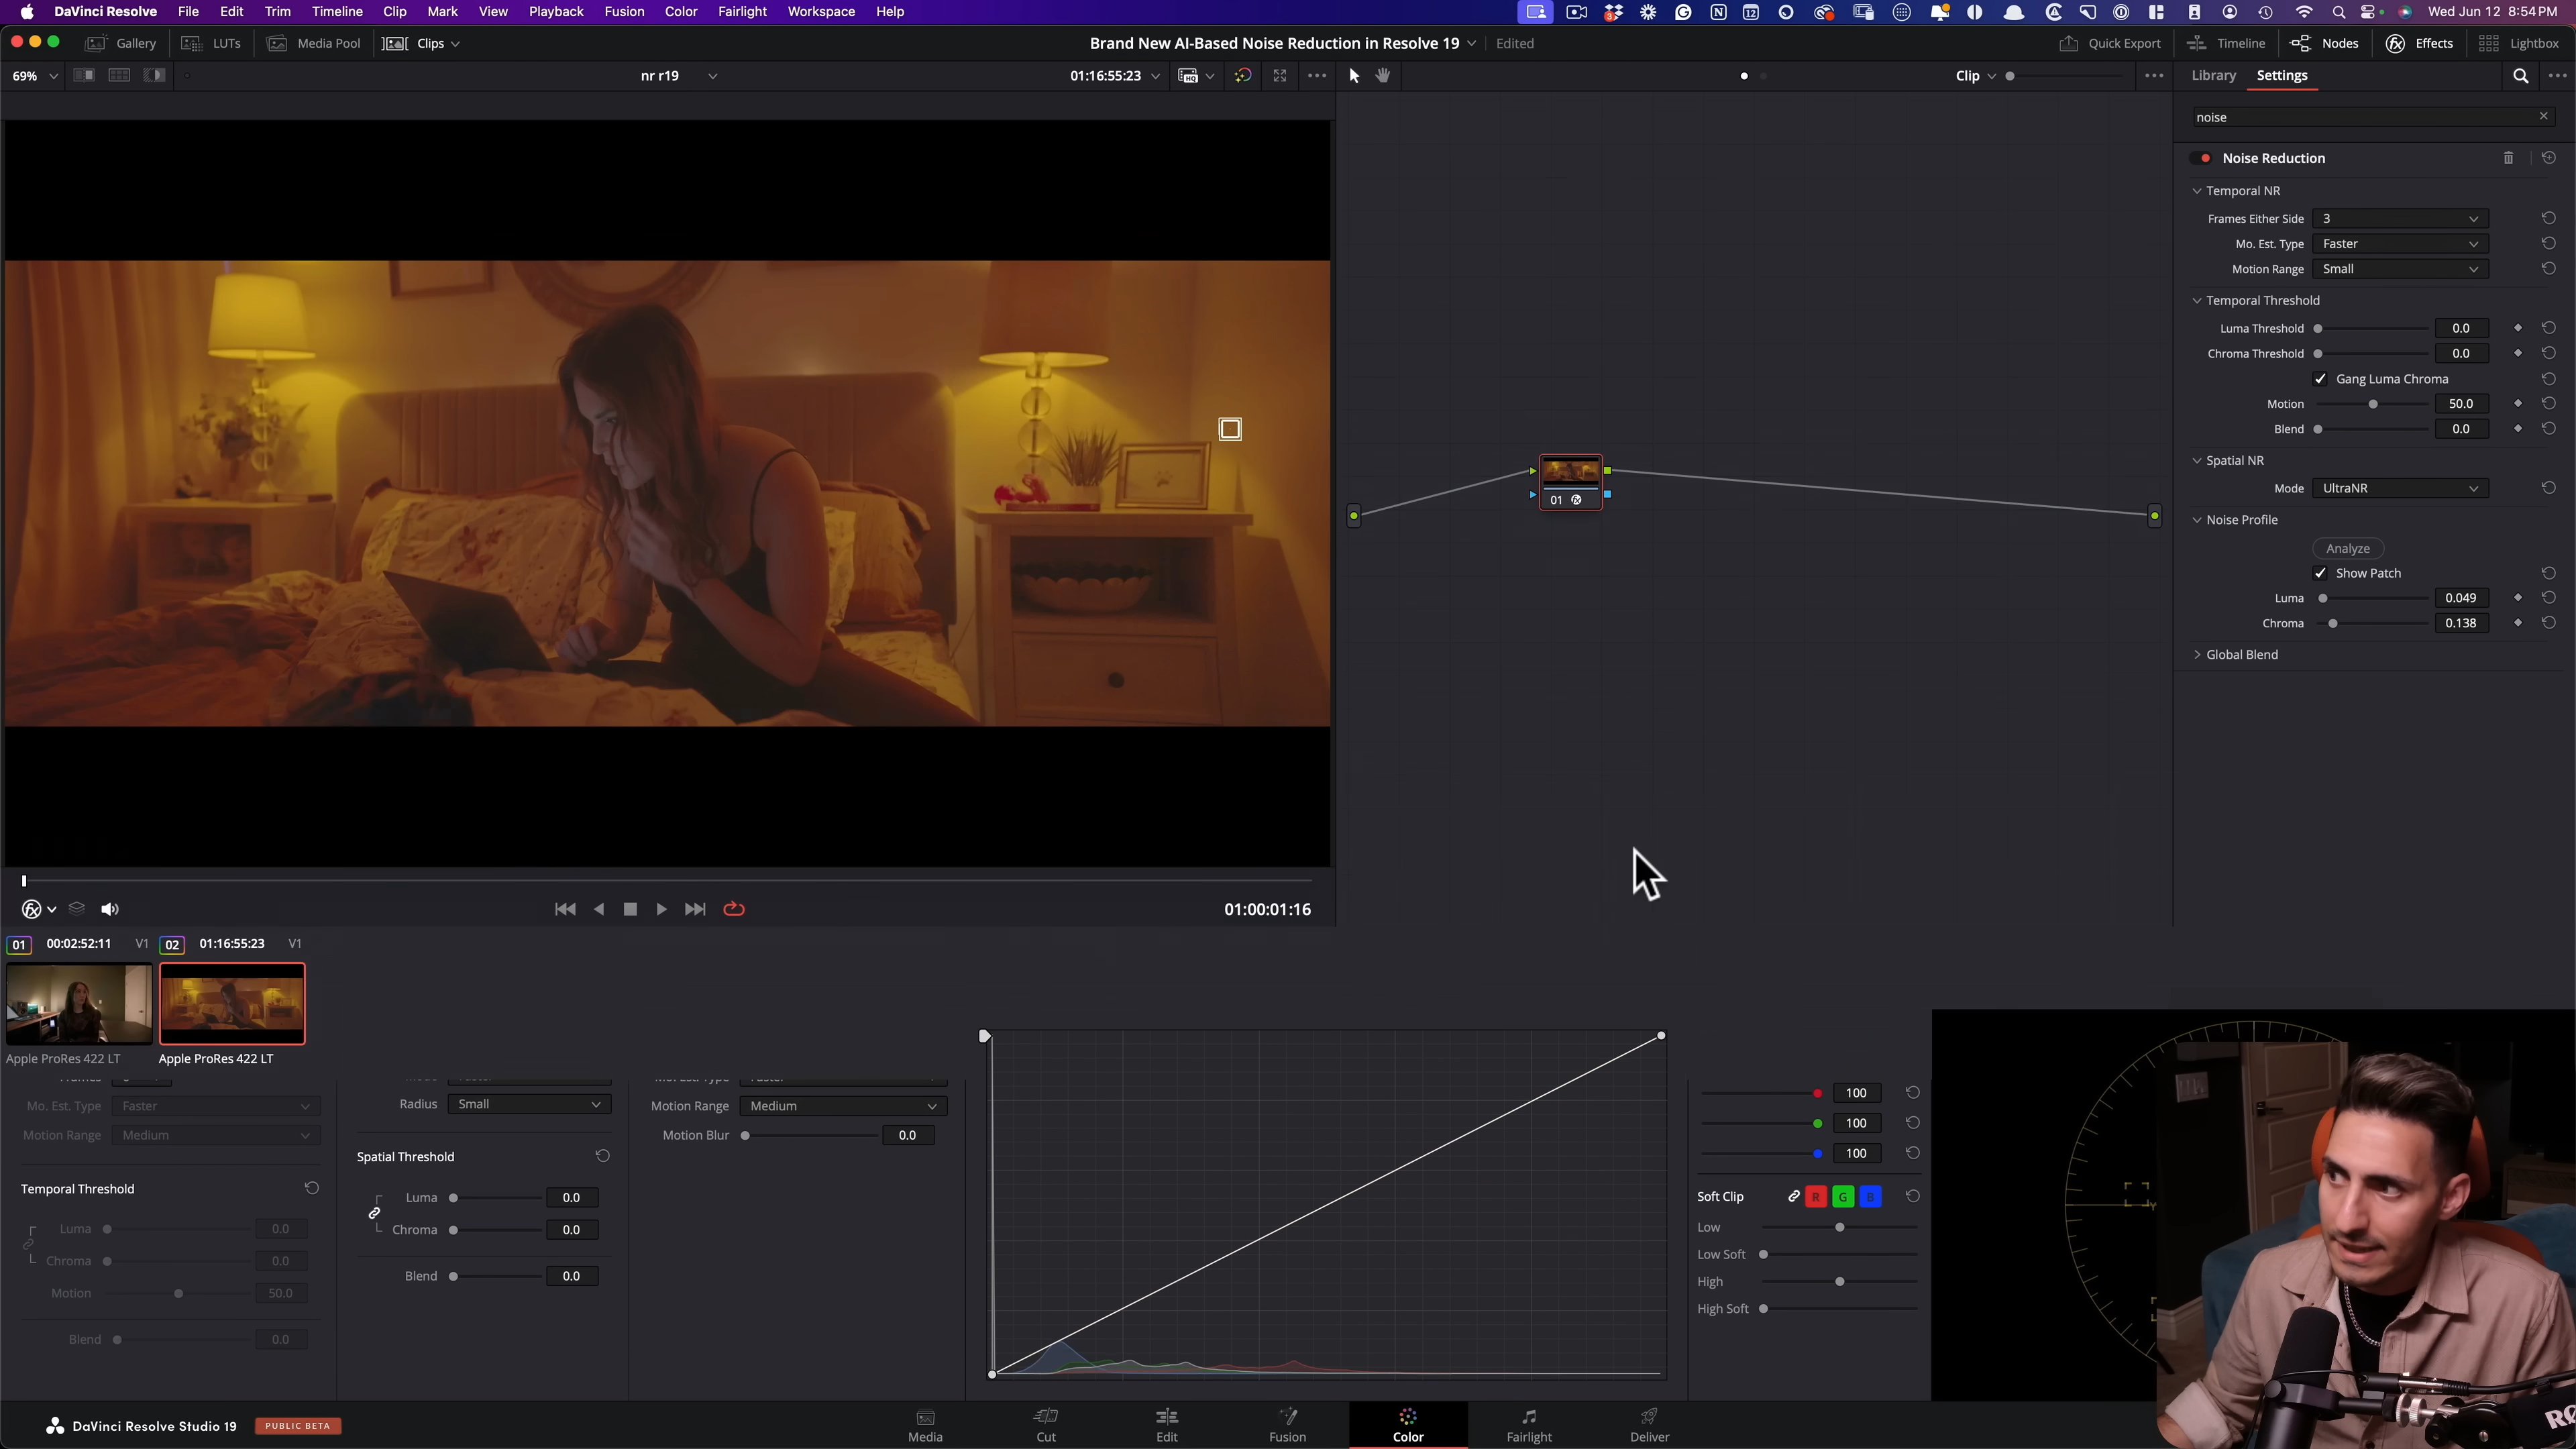 DaVinci Resolve File Edit Trim Timeline Clip Mark View Playback Fusion Color Fairlight Workspace Help
Wed Jun 12 8:54 PM
Gallery LUTs Media Pool Clips
Brand New AI-Based Noise Reduction in Resolve 19 Edited
Quick Export Timeline Nodes Effects Lightbox
69% nr r19 01:16:55:23 Clip
Library Settings
noise
Noise Reduction
Temporal NR
Frames Either Side 3
Mo. Est. Type Faster
Motion Range Small
Temporal Threshold
Luma Threshold 0.0
Chroma Threshold 0.0
Gang Luma Chroma
Motion 50.0
Blend 0.0
Spatial NR
Mode UltraNR
Noise Profile
Analyze
Show Patch
Luma 0.049
Chroma 0.138
Global Blend
01
01:00:01:16
01 00:02:52:11 V1 02 01:16:55:23 V1
Apple ProRes 422 LT Apple ProRes 422 LT
Mo. Est. Type Faster
Motion Range Medium
Temporal Threshold
Luma 0.0
Chroma 0.0
Motion 50.0
Blend 0.0
Radius Small
Spatial Threshold
Luma 0.0
Chroma 0.0
Blend 0.0
Motion Range Medium
Motion Blur 0.0
100
100
100
Soft Clip R G B
Low
Low Soft
High
High Soft
DaVinci Resolve Studio 19 PUBLIC BETA
Media Cut Edit Fusion Color Fairlight Deliver